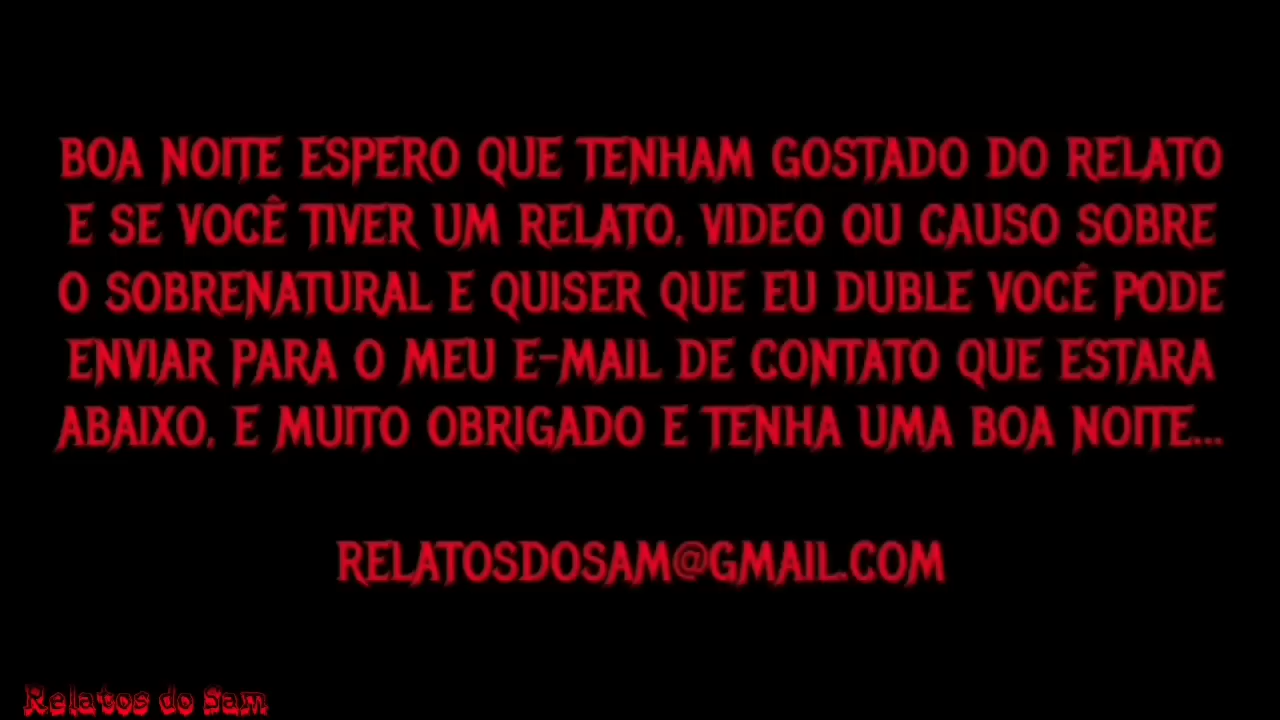 BOA NOITE ESPERO QUE TENHAM GOSTADO DO RELATO
E SE VOCÊ TIVER UM RELATO, VIDEO OU CAUSO SOBRE
O SOBRENATURAL E QUISER QUE EU DUBLE VOCÊ PODE
ENVIAR PARA O MEU E-MAIL DE CONTATO QUE ESTARA
ABAIXO, E MUITO OBRIGADO E TENHA UMA BOA NOITE...
RELATOSDOSAM@GMAIL.COM
Relatos do Sam